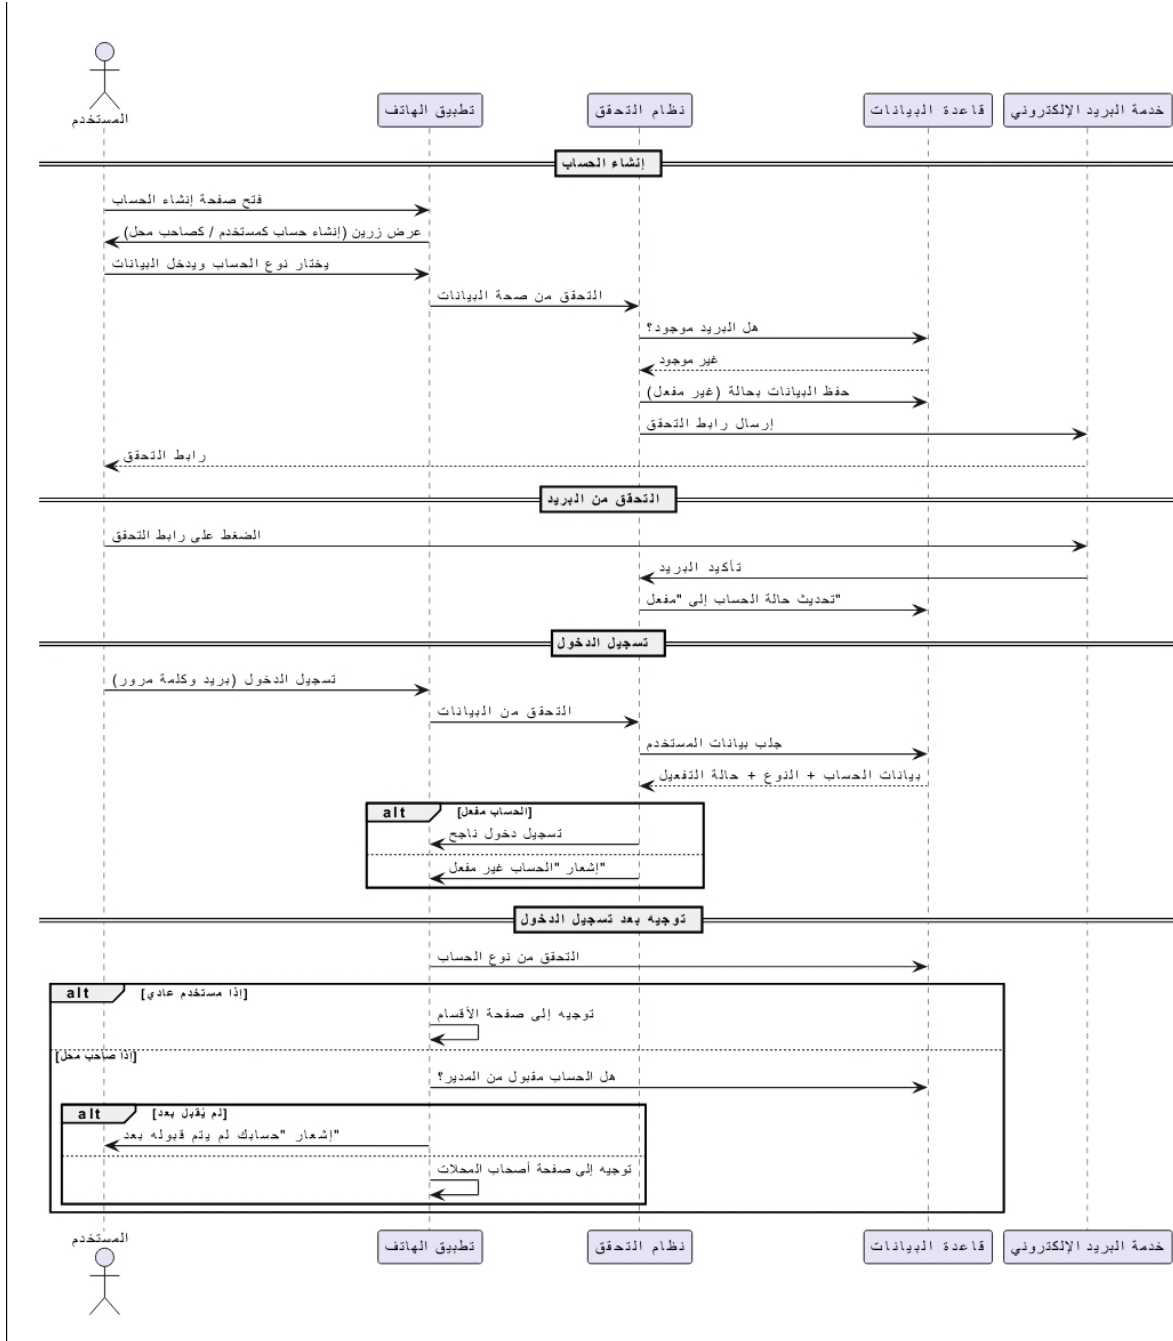 المستخدم
تطبيق الهاتف
نظام التحقق
قاعدة البيانات
خدمة البريد الإلكتروني
إنشاء الحساب
فتح صفحة إنشاء الحساب
عرض زرين (إنشاء حساب كمستخدم / كصاحب محل)
يختار نوع الحساب ويدخل البيانات
التحقق من صحة البيانات
هل البريد موجود؟
غير موجود
حفظ البيانات بحالة (غير مفعل)
إرسال رابط التحقق
رابط التحقق
التحقق من البريد
الضغط على رابط التحقق
تأكيد البريد
تحديث حالة الحساب إلى "مفعل"
تسجيل الدخول
تسجيل الدخول (بريد وكلمة مرور)
التحقق من البيانات
جلب بيانات المستخدم
بيانات الحساب + النوع + حالة التفعيل
alt [الحساب مفعل]
تسجيل دخول ناجح
إشعار "الحساب غير مفعل"
توجيه بعد تسجيل الدخول
التحقق من نوع الحساب
alt [إذا مستخدم عادي]
توجيه إلى صفحة الأقسام
[إذا صاحب محل]
هل الحساب مقبول من المدير؟
alt [لم يُقبل بعد]
إشعار "حسابك لم يتم قبوله بعد"
توجيه إلى صفحة أصحاب المحلات
المستخدم
تطبيق الهاتف
نظام التحقق
قاعدة البيانات
خدمة البريد الإلكتروني